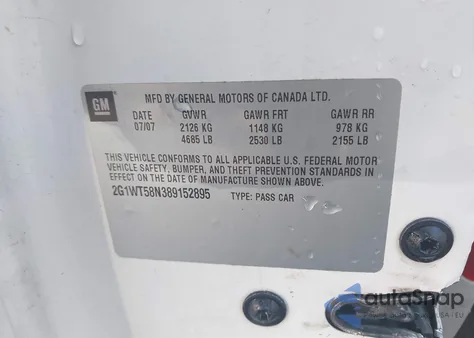 GM
MFD BY GENERAL MOTORS OF CANADA LTD.
DATE GVWR GAWR FRT GAWR RR
07/07 2126 KG 1148 KG 978 KG
4685 LB 2530 LB 2155 LB
THIS VEHICLE CONFORMS TO ALL APPLICABLE U.S. FEDERAL MOTOR
VEHICLE SAFETY, BUMPER, AND THEFT PREVENTION STANDARDS IN
EFFECT ON THE DATE OF MANUFACTURE SHOWN ABOVE.
2G1WT58N389152895 TYPE: PASS CAR
autoSnap